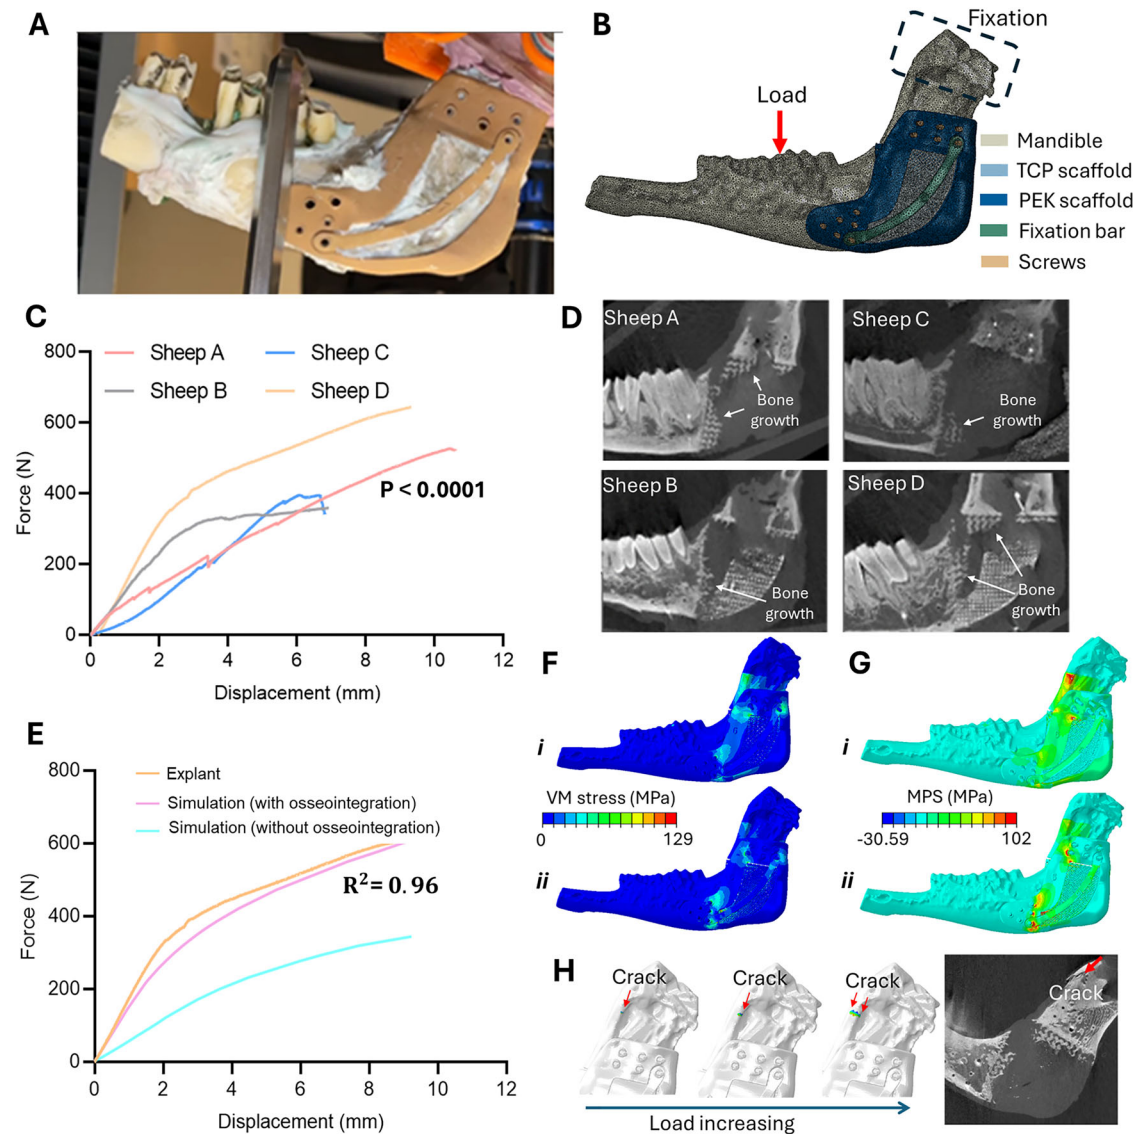 A
B
Fixation
Load
Mandible
TCP scaffold
PEK scaffold
Fixation bar
Screws
C
800
600
400
200
0
Force (N)
Sheep A
Sheep C
Sheep B
Sheep D
P < 0.0001
0
2
4
6
8
10
12
Displacement (mm)
D
Sheep A
Bone
growth
Sheep C
Bone
growth
Sheep B
Bone
growth
Sheep D
Bone
growth
E
800
600
400
200
0
Force (N)
Explant
Simulation (with osseointegration)
Simulation (without osseointegration)
R² = 0.96
0
2
4
6
8
10
12
Displacement (mm)
F
i
VM stress (MPa)
0
129
ii
G
i
MPS (MPa)
-30.59
102
ii
H
Crack
Crack
Crack
Crack
Load increasing